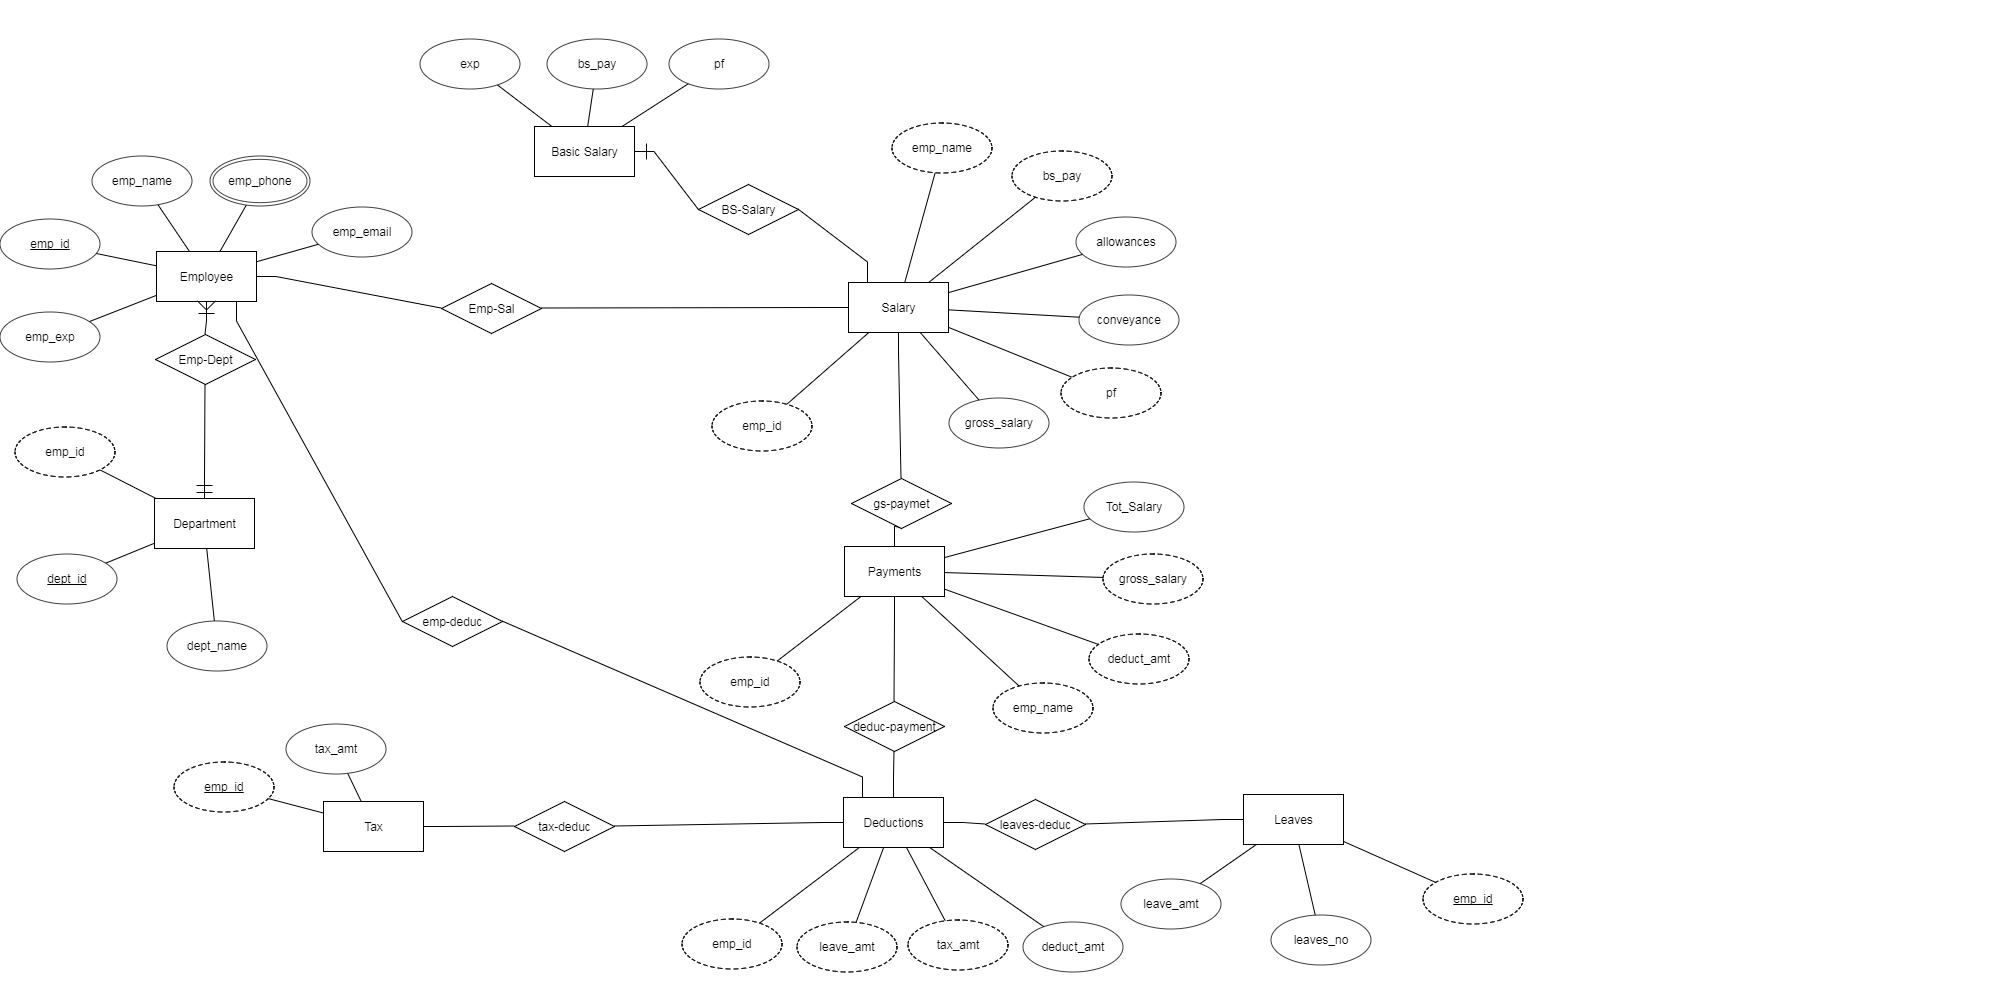 exp
bs_pay
pf
Basic Salary
emp_name
bs_pay
emp_name
emp_phone
BS-Salary
emp_id
emp_email
allowances
Employee
Emp-Sal
Salary
conveyance
emp_exp
Emp-Dept
pf
emp_id
gross_salary
emp_id
gs-paymet
Tot_Salary
Department
Payments
gross_salary
dept_id
emp-deduc
dept_name
deduct_amt
emp_id
emp_name
deduc-payment
tax_amt
emp_id
Tax
tax-deduc
Deductions
leaves-deduc
Leaves
leave_amt
emp_id
emp_id
leave_amt
tax_amt
deduct_amt
leaves_no